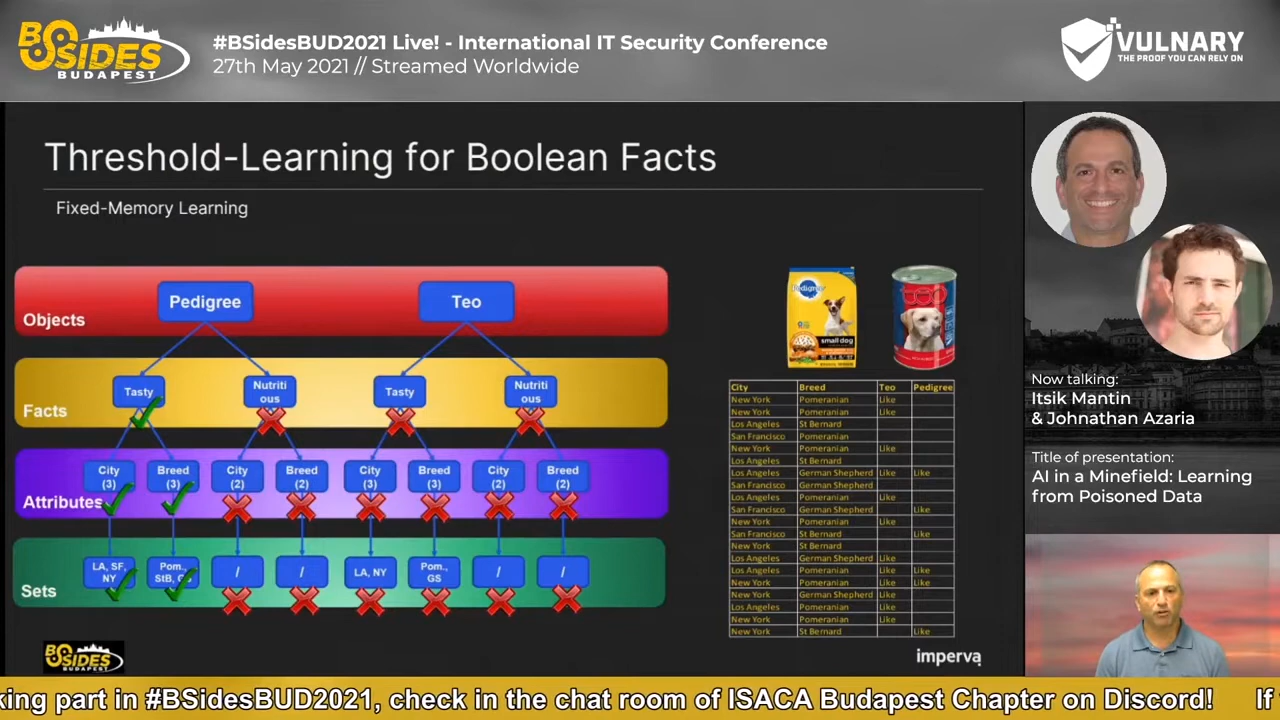 BSIDES
BUDAPEST
#BSidesBUD2021 Live! - International IT Security Conference
27th May 2021 // Streamed Worldwide
VULNARY
THE PROOF YOU CAN RELY ON
Threshold-Learning for Boolean Facts
Fixed-Memory Learning
Objects
Pedigree
Teo
Facts
Tasty
Nutriti
ous
Tasty
Nutriti
ous
Attributes
City
(3)
Breed
(3)
City
(2)
Breed
(2)
City
(3)
Breed
(3)
City
(2)
Breed
(2)
Sets
LA, SF,
NY
Pom.,
StB,
/
/
LA, NY
Pom.,
GS
/
/
Pedigree
small dog
City Breed Teo Pedigree
New York Pomeranian Like
New York Pomeranian Like
Los Angeles St Bernard
San Francisco Pomeranian
New York Pomeranian Like
Los Angeles St Bernard
Los Angeles German Shepherd Like Like
San Francisco German Shepherd
Los Angeles Pomeranian Like
San Francisco German Shepherd Like
New York Pomeranian Like
San Francisco St Bernard Like
New York St Bernard
Los Angeles German Shepherd Like
Los Angeles Pomeranian Like Like
New York Pomeranian Like Like
New York German Shepherd Like
Los Angeles Pomeranian Like
New York Pomeranian Like
New York St Bernard Like
BSIDES
BUDAPEST
imperva
Now talking:
Itsik Mantin
& Johnathan Azaria
Title of presentation:
AI in a Minefield: Learning
from Poisoned Data
king part in #BSidesBUD2021, check in the chat room of ISACA Budapest Chapter on Discord! If